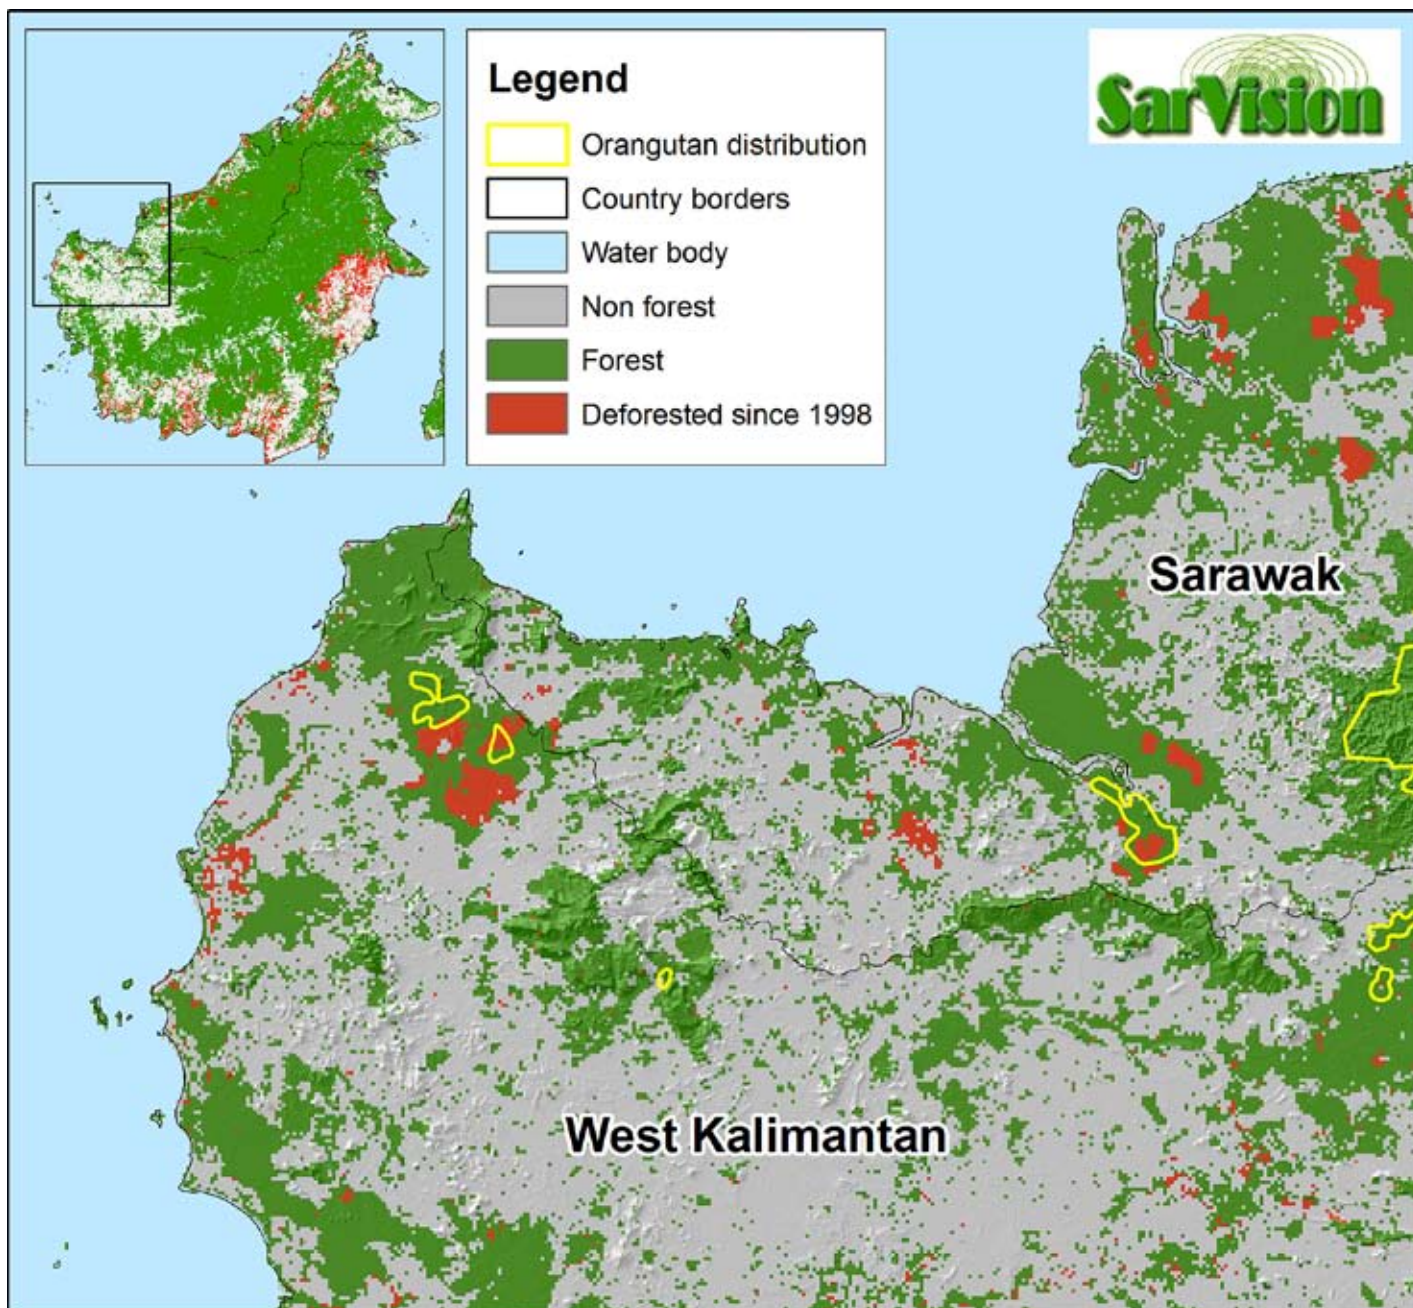 Legend
Orangutan distribution
Country borders
Water body
Non forest
Forest
Deforested since 1998
SarVision
Sarawak
West Kalimantan